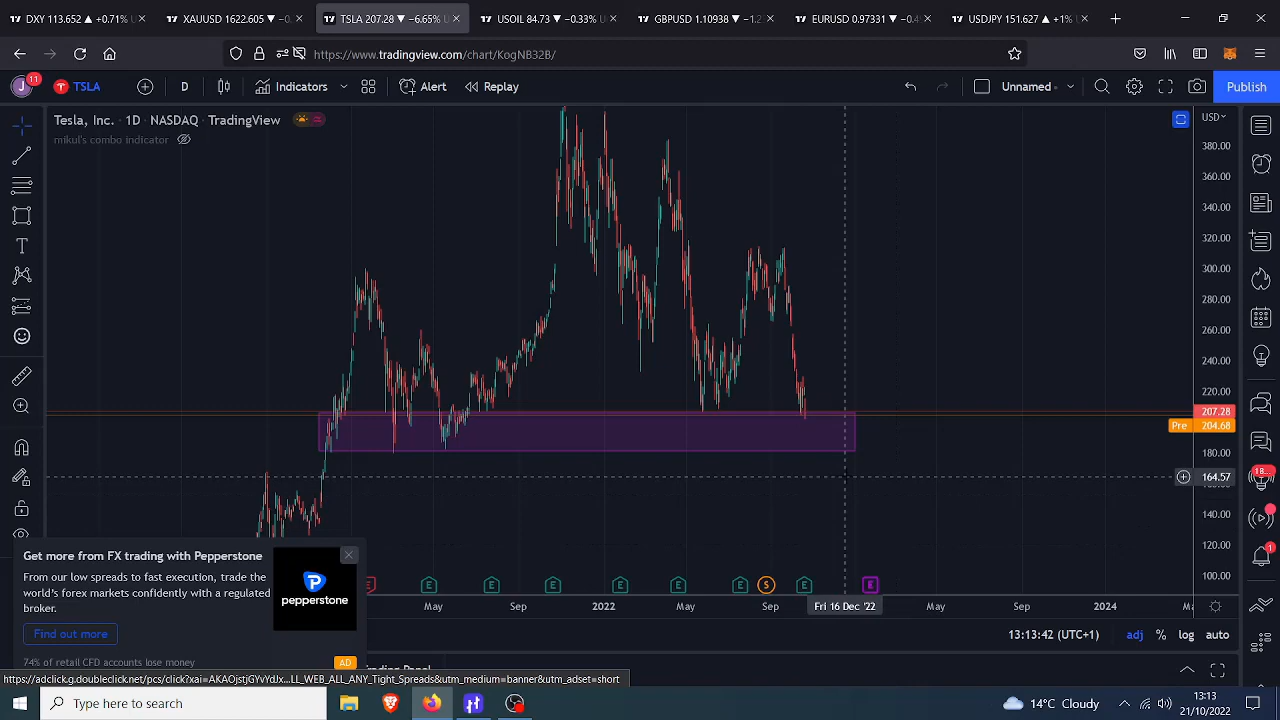 DXY 113.652 ▲ +0.6
XAUUSD 1622.605 ▼ −0.
TSLA 207.28 ▼ −6.65%
USOIL 84.73 ▼ −0.33%
GBPUSD 1.10938 ▼ −1.2
EURUSD 0.97331 ▼ −0.4
USDJPY 151.627 ▲ +1%
https://www.tradingview.com/chart/KogNB32B/
J
11
T
TSLA
D
Indicators
Alert
Replay
Unnamed
Publish
Tesla, Inc. · 1D · NASDAQ · TradingView
mikul's combo indicator
USD
380.00
360.00
340.00
320.00
300.00
280.00
260.00
240.00
220.00
207.28
Pre 204.68
180.00
164.57
140.00
120.00
100.00
18
1
Get more from FX trading with Pepperstone
From our low spreads to fast execution, trade the
world's forex markets confidently with a regulated
broker.
pepperstone
Find out more
74% of retail CFD accounts lose money
AD
E E E E E E E S E E
May Sep 2022 May Sep Fri 16 Dec '22 May Sep 2024
13:13:42 (UTC+1) adj % log auto
Trading Panel
https://adclick.g.doubleclick.net/pcs/click?xai=AKAOjstjGYvYdJx...LL_WEB_ALL_ANY_Tight_Spreads&utm_medium=banner&utm_adset=short
Type here to search
14°C Cloudy
13:13
21/10/2022